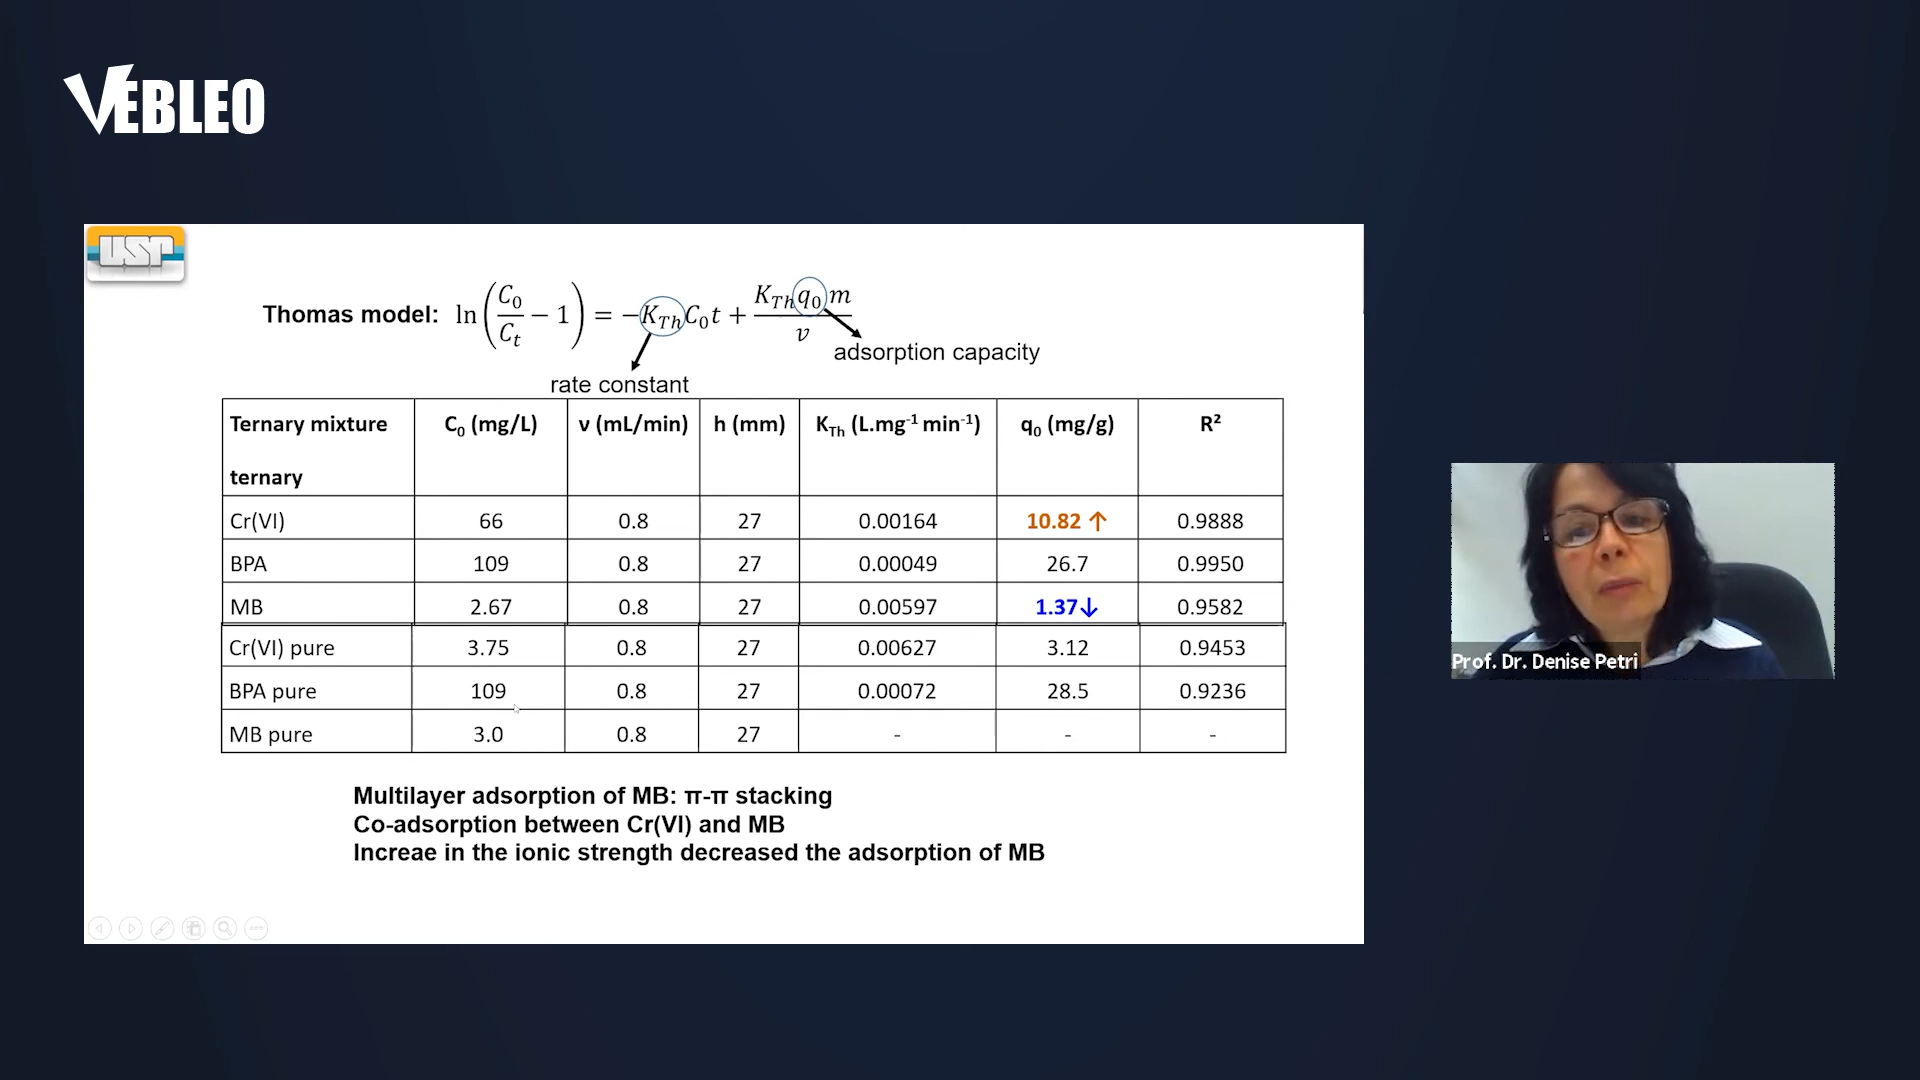 VEBLEO
USP
Thomas model: ln(C₀/Cₜ − 1) = −K_Th C₀t + K_Th q₀ m / v
adsorption capacity
rate constant
Ternary mixture ternary | C₀ (mg/L) | ν (mL/min) | h (mm) | K_Th (L.mg⁻¹ min⁻¹) | q₀ (mg/g) | R²
Cr(VI) | 66 | 0.8 | 27 | 0.00164 | 10.82 ↑ | 0.9888
BPA | 109 | 0.8 | 27 | 0.00049 | 26.7 | 0.9950
MB | 2.67 | 0.8 | 27 | 0.00597 | 1.37↓ | 0.9582
Cr(VI) pure | 3.75 | 0.8 | 27 | 0.00627 | 3.12 | 0.9453
BPA pure | 109 | 0.8 | 27 | 0.00072 | 28.5 | 0.9236
MB pure | 3.0 | 0.8 | 27 | - | - | -
Multilayer adsorption of MB: π-π stacking
Co-adsorption between Cr(VI) and MB
Increae in the ionic strength decreased the adsorption of MB
Prof. Dr. Denise Petri